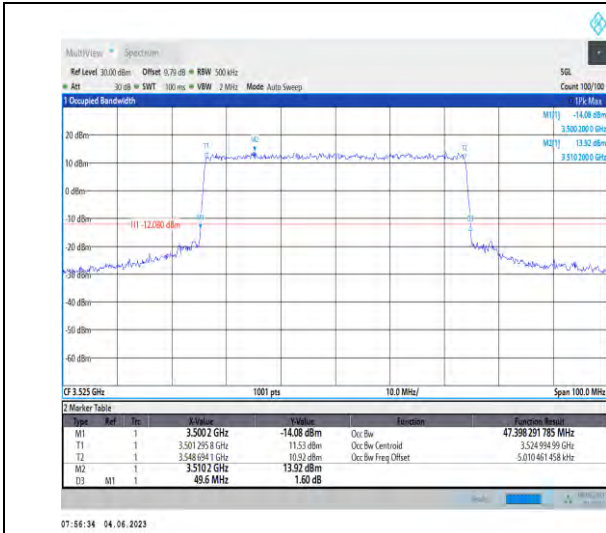 MultiView Spectrum
Ref Level 30.00 dBm Offset 9.79 dB RBW 500 kHz SGL
Att 30 dB SWT 100 ms VBW 2 MHz Mode Auto Sweep Count 100/100
1 Occupied Bandwidth 1Pk Max
M1[1] -14.08 dBm
3.500 200 0 GHz
M2[1] 13.92 dBm
3.510 200 0 GHz
20 dBm
T1 M2 T2
10 dBm
0 dBm
-10 dBm
M1 D3
H1 -12.080 dBm
-20 dBm
-30 dBm
-40 dBm
-50 dBm
-60 dBm
CF 3.525 GHz 1001 pts 10.0 MHz/ Span 100.0 MHz
2 Marker Table
Type Ref Trc X-Value Y-Value Function Function Result
M1 1 3.5002 GHz -14.08 dBm Occ Bw 47.398 291 785 MHz
T1 1 3.501 295 8 GHz 11.53 dBm Occ Bw Centroid 3.524 994 99 GHz
T2 1 3.548 694 1 GHz 10.92 dBm Occ Bw Freq Offset -5.010 461 458 kHz
M2 1 3.5102 GHz 13.92 dBm
D3 M1 1 49.6 MHz 1.60 dB
07:56:34 04.06.2023